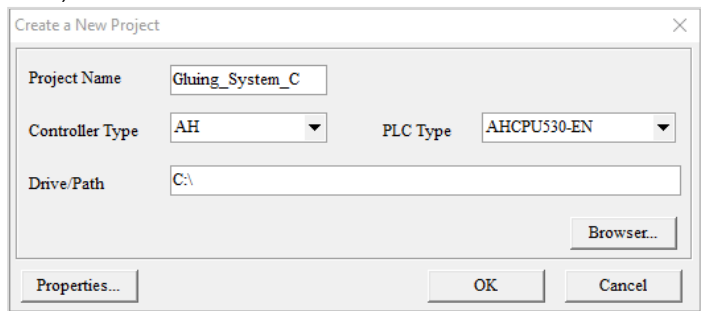 Create a New Project
Project Name Gluing_System_C
Controller Type AH PLC Type AHCPU530-EN
Drive/Path C:\
Browser...
Properties... OK Cancel